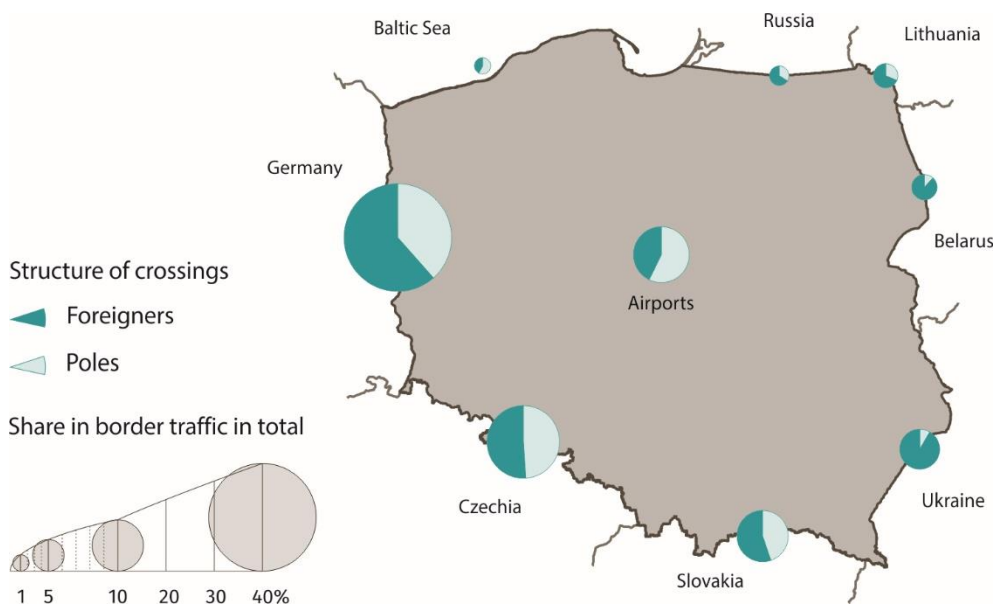 Baltic Sea
Russia
Lithuania
Germany
Belarus
Structure of crossings
Foreigners
Airports
Poles
Share in border traffic in total
Czechia
Ukraine
Slovakia
1 5 10 20 30 40%